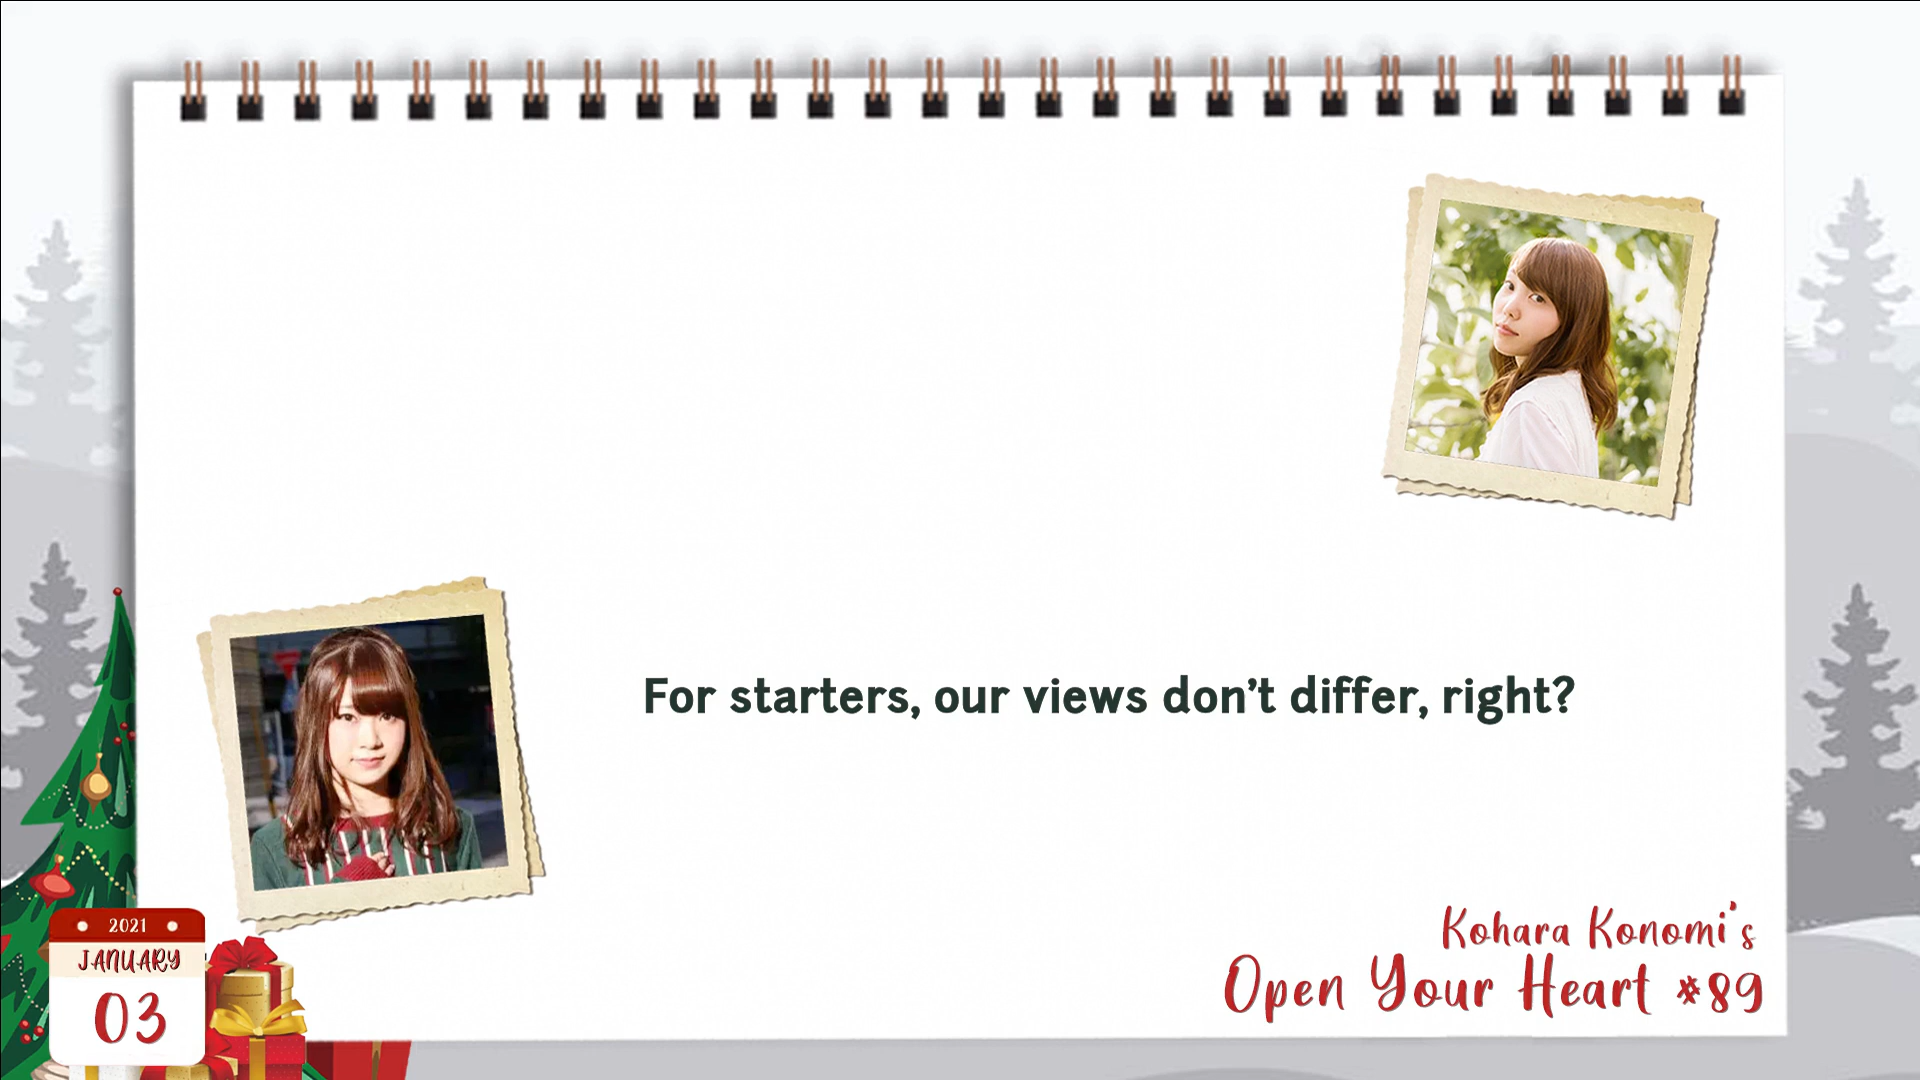 For starters, our views don't differ, right?
Kohara Konomi's
Open Your Heart #89
2021
JANUARY
03